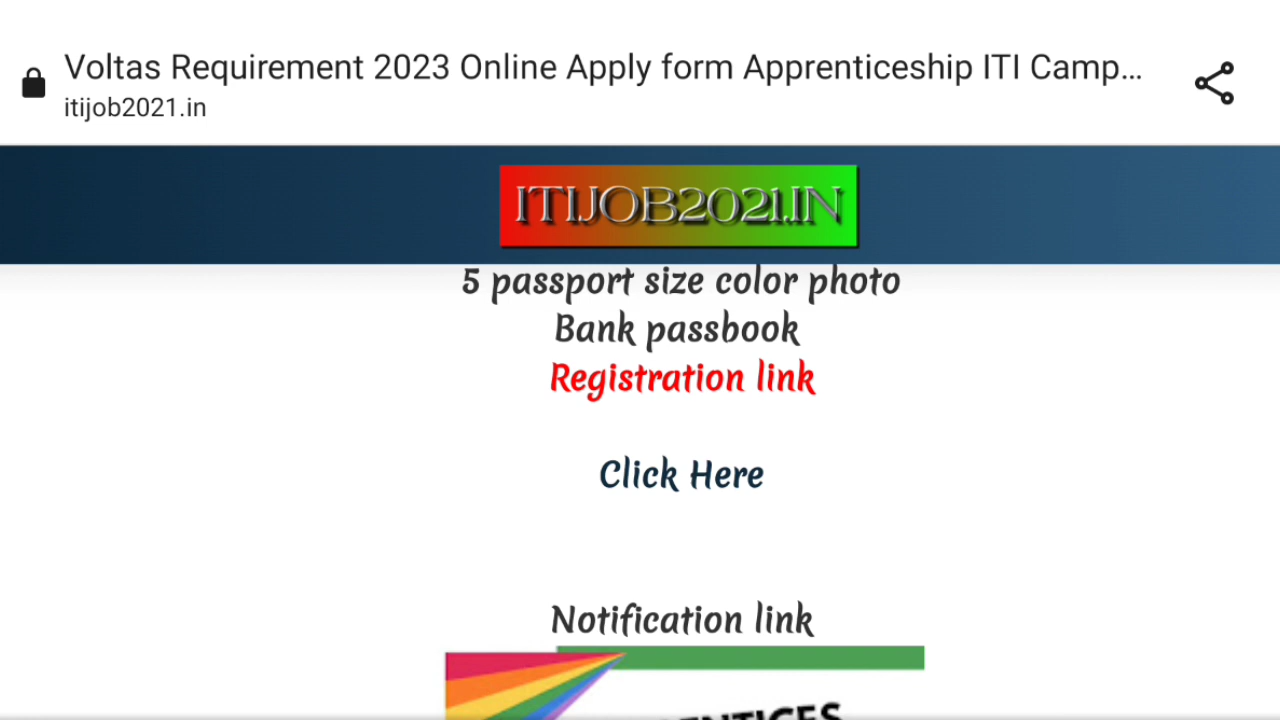 Voltas Requirement 2023 Online Apply form Apprenticeship ITI Camp...
itijob2021.in
ITIJOB2021.IN
5 passport size color photo
Bank passbook
Registration link
Click Here
Notification link